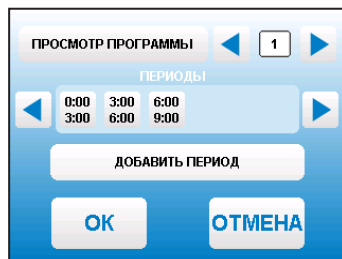 ПРОСМОТР ПРОГРАММЫ 1
ПЕРИОДЫ
0:00 3:00 6:00
3:00 6:00 9:00
ДОБАВИТЬ ПЕРИОД
ОК ОТМЕНА